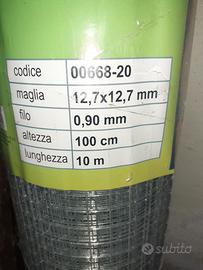 codice 00668-20
maglia 12,7x12,7 mm
filo 0,90 mm
altezza 100 cm
lunghezza 10 m
subito